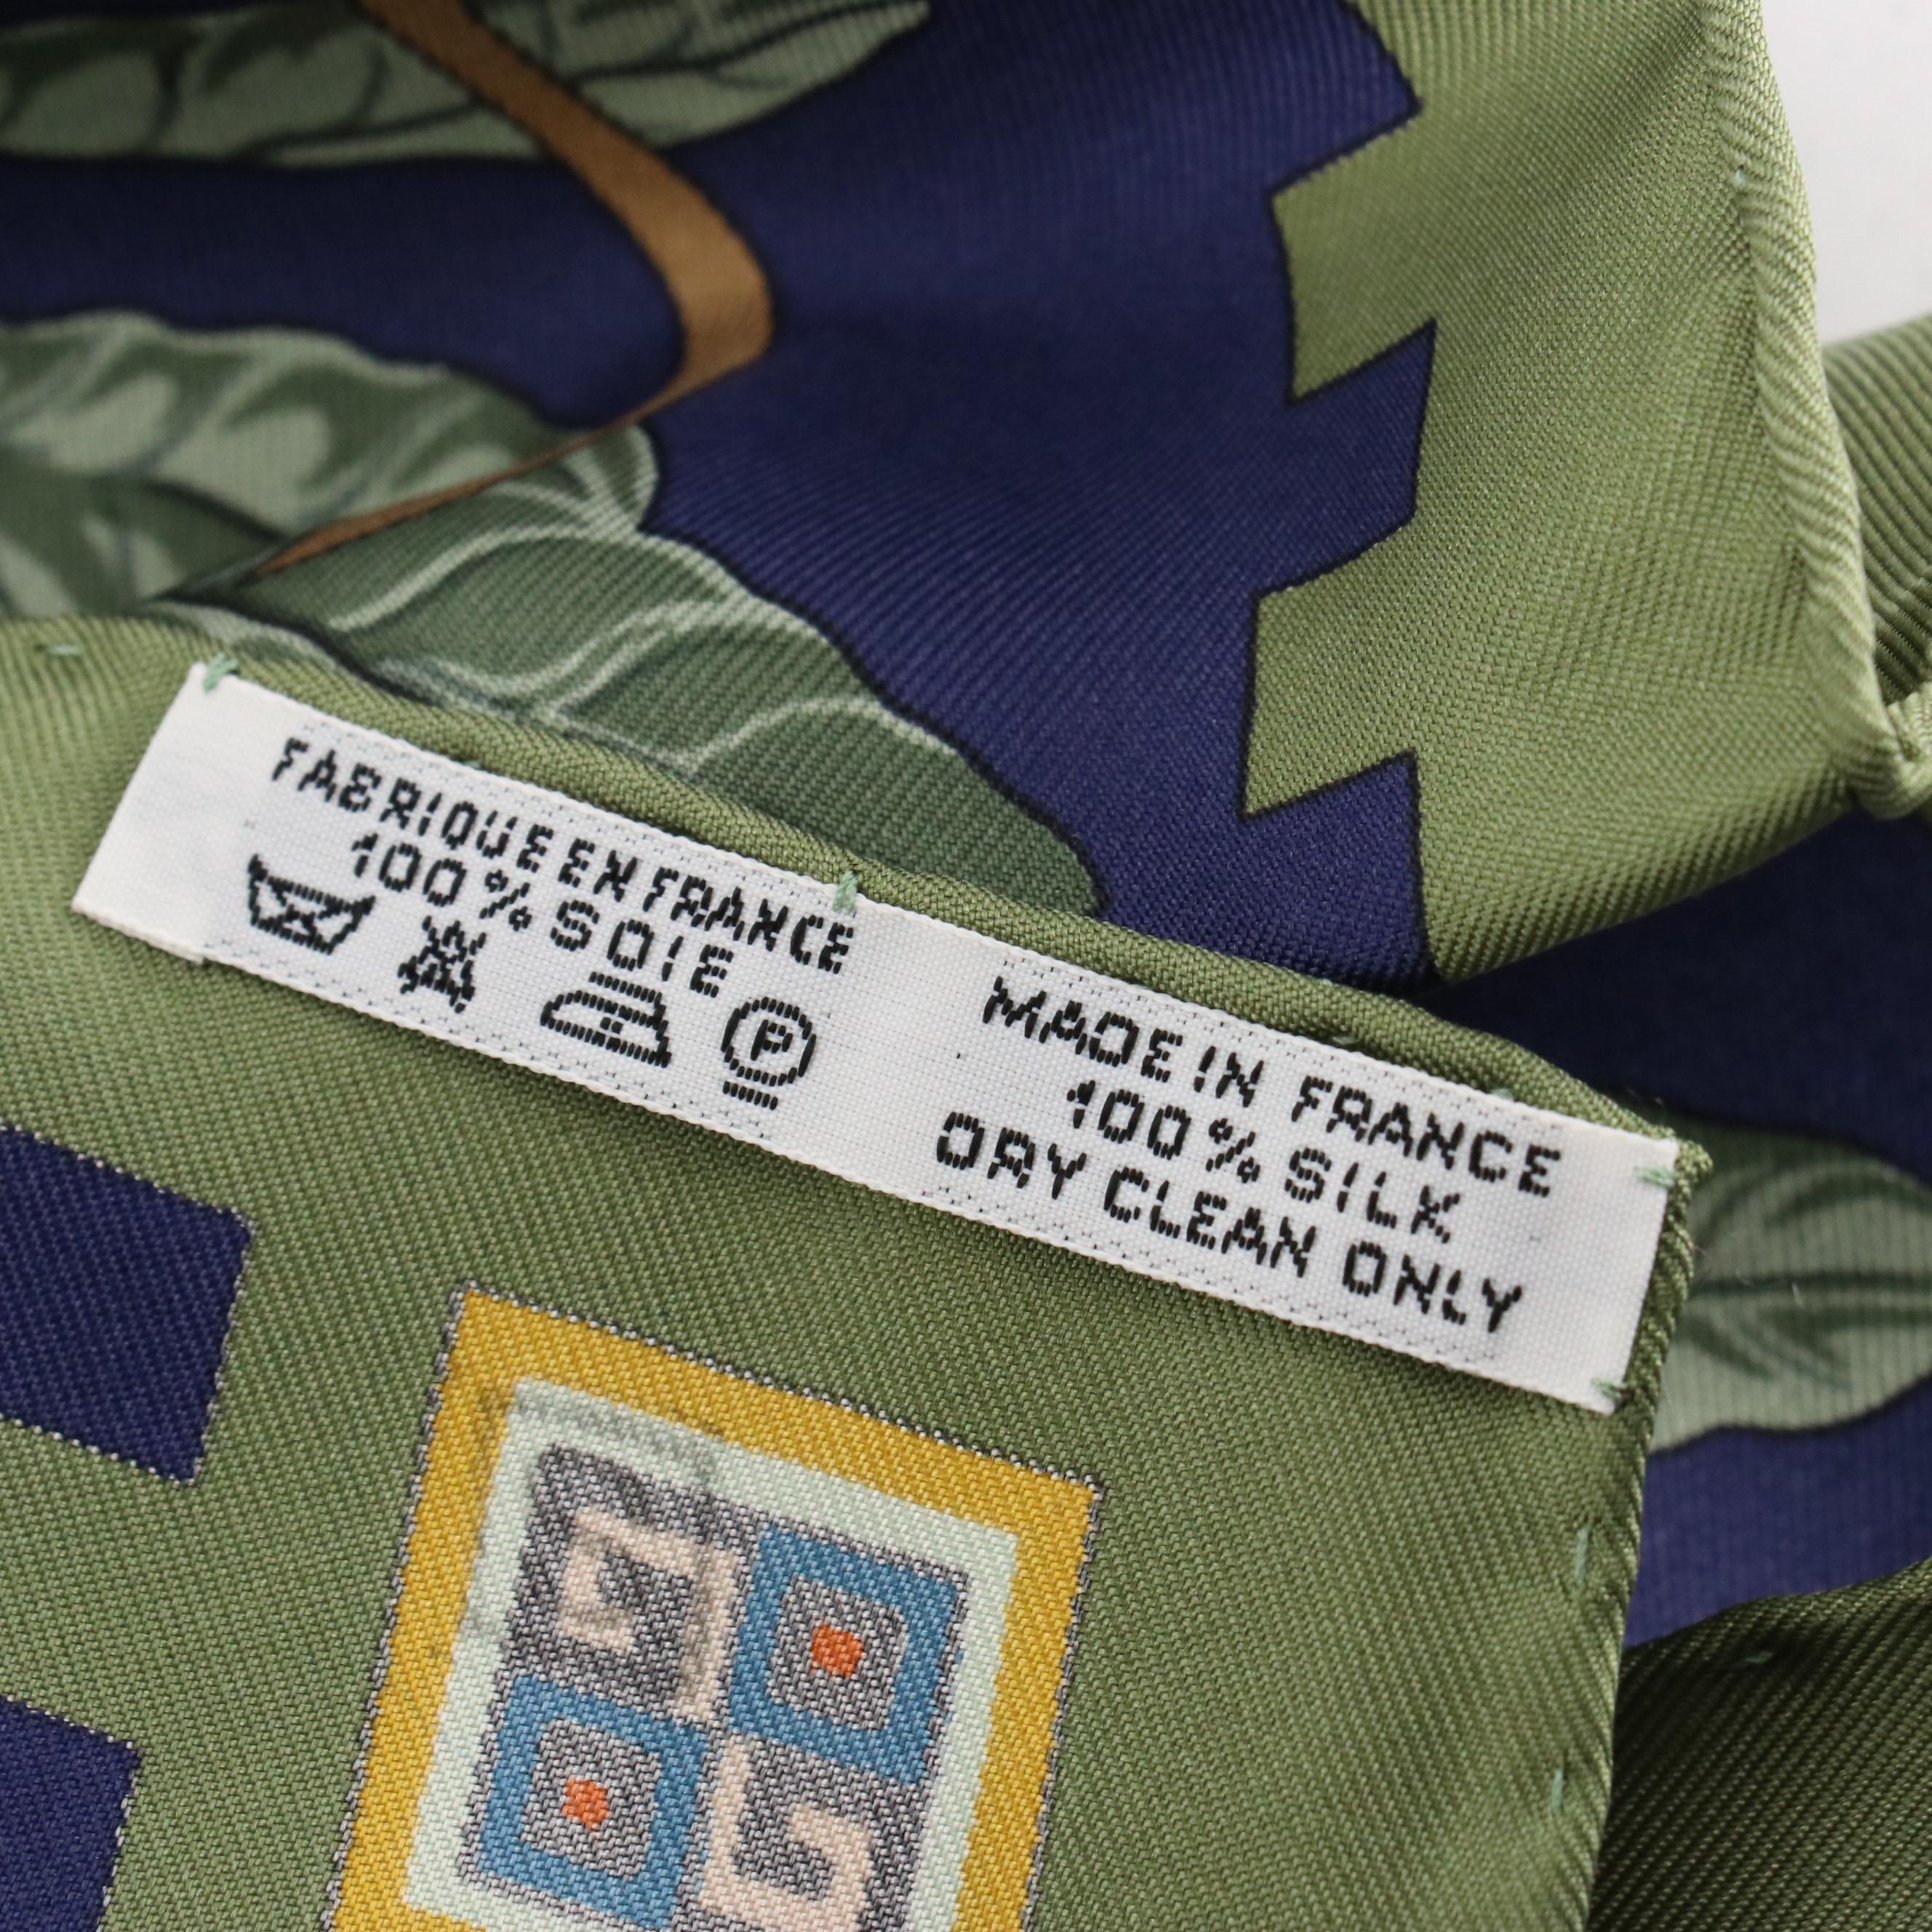 FABRIQUE EN FRANCE
100% SOIE
P
MADE IN FRANCE
100% SILK
DRY CLEAN ONLY